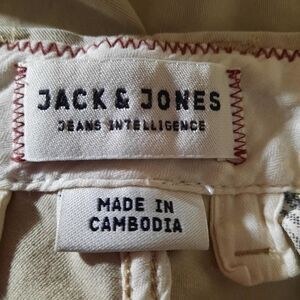 JACK & JONES
JEANS INTELLIGENCE
MADE IN
CAMBODIA